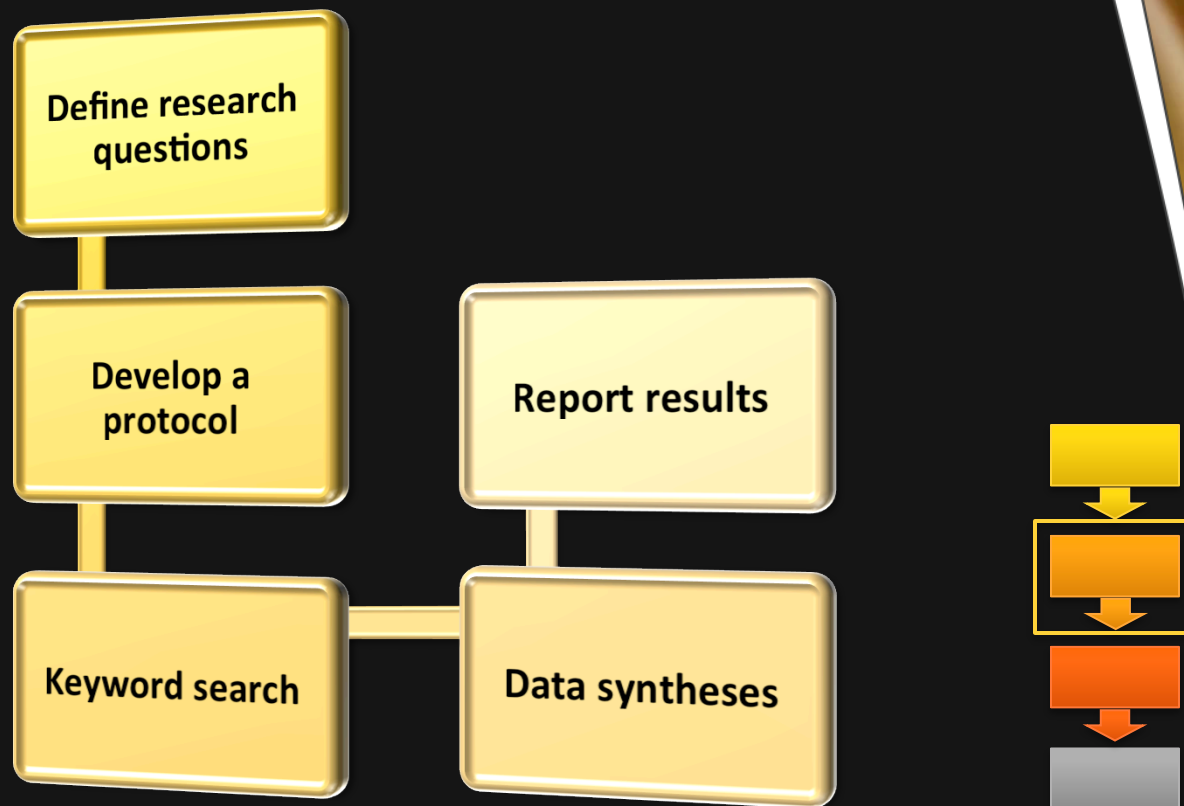 Define research
questions
Develop a
protocol
Keyword search
Data syntheses
Report results